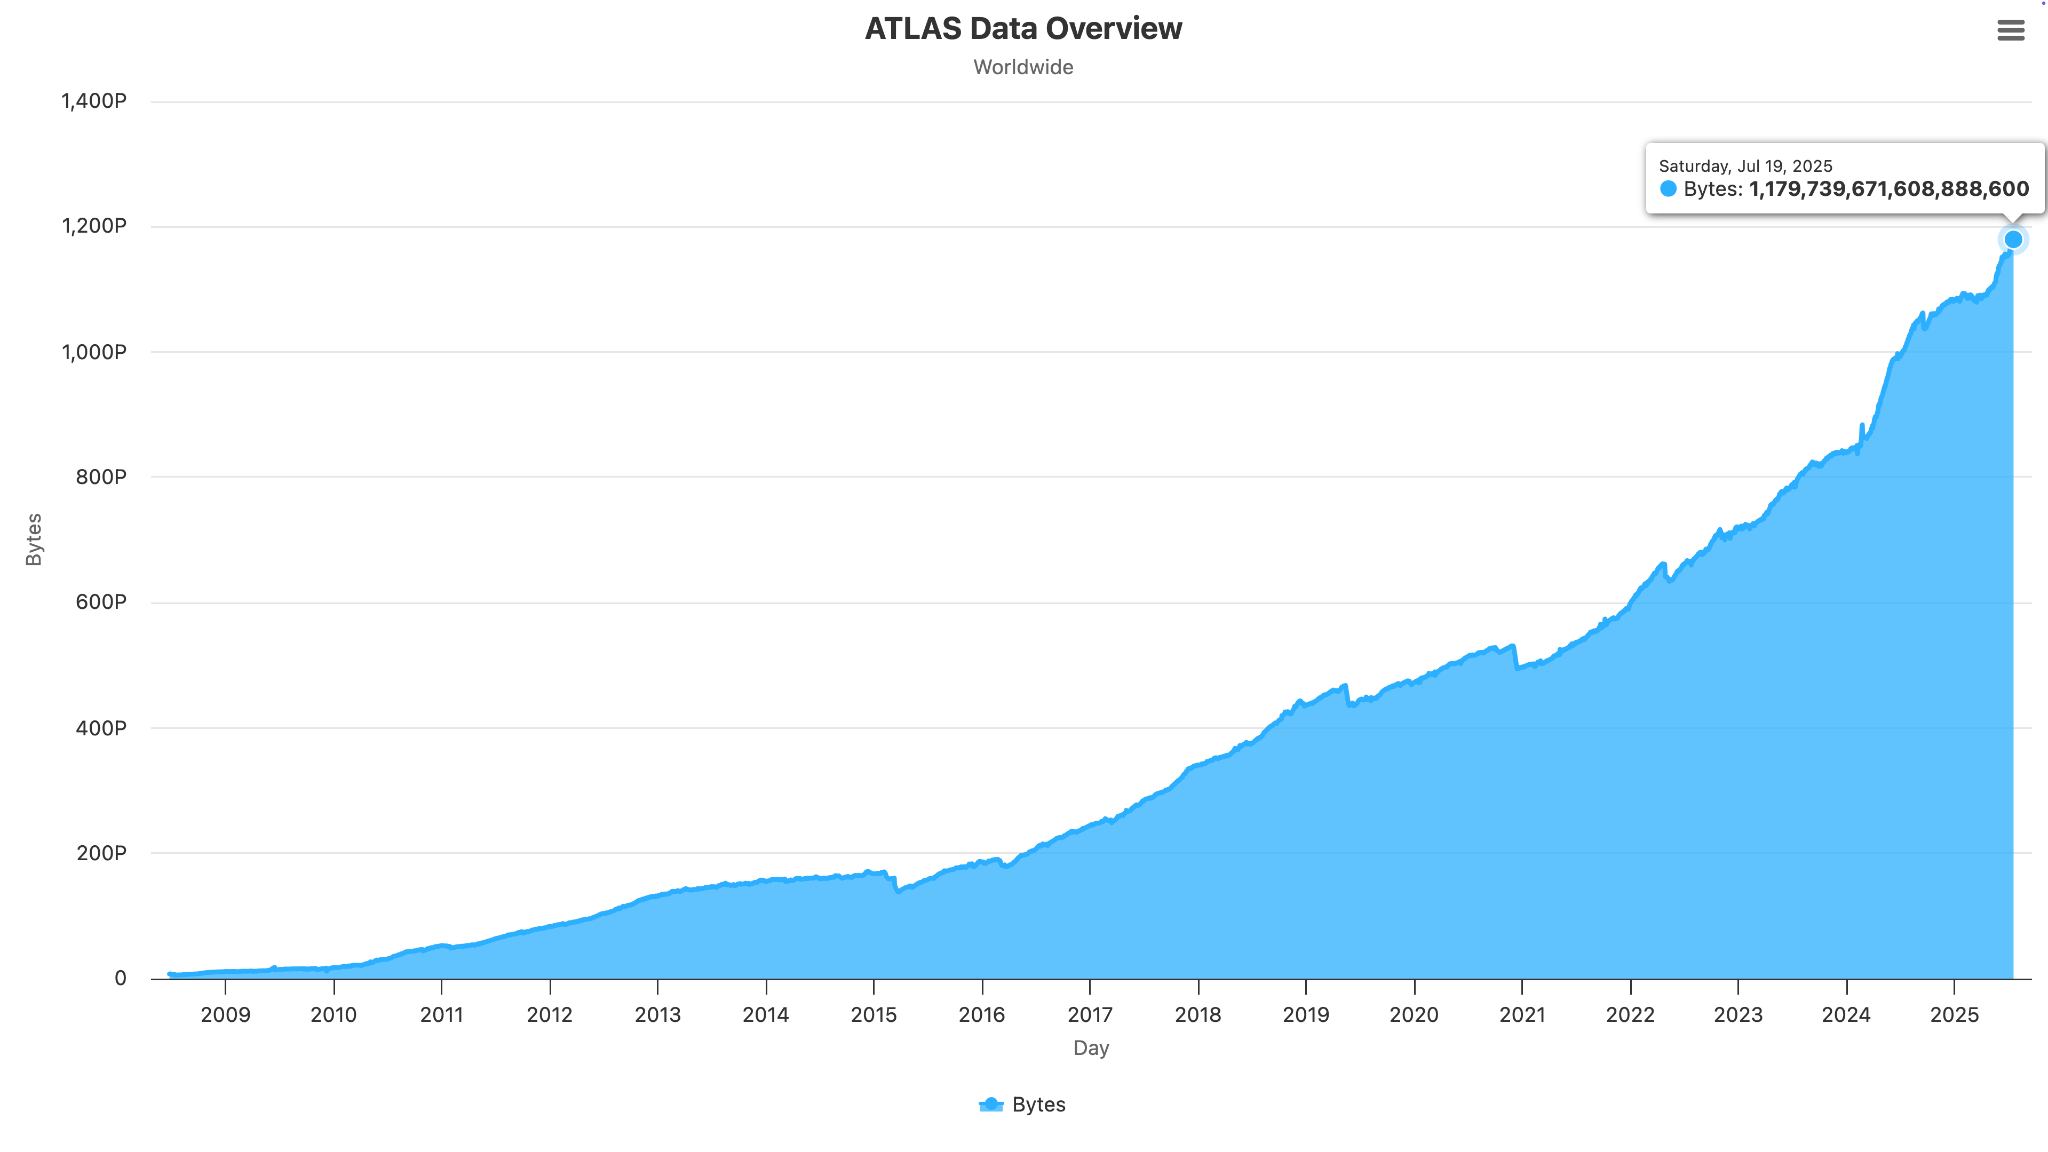 ATLAS Data Overview
Worldwide
1,400P
1,200P
1,000P
800P
600P
400P
200P
0
Bytes
Saturday, Jul 19, 2025
Bytes: 1,179,739,671,608,888,600
2009 2010 2011 2012 2013 2014 2015 2016 2017 2018 2019 2020 2021 2022 2023 2024 2025
Day
Bytes